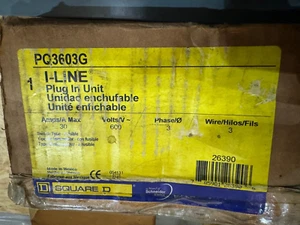 PQ3603G
1
I-LINE
Plug In Unit
Unidad enchufable
Unité enfichable
Amps/A Max Volts/V~ Phase/Ø Wire/Hilos/Fils
30 600 3 3
26390
SQUARE D
Schneider